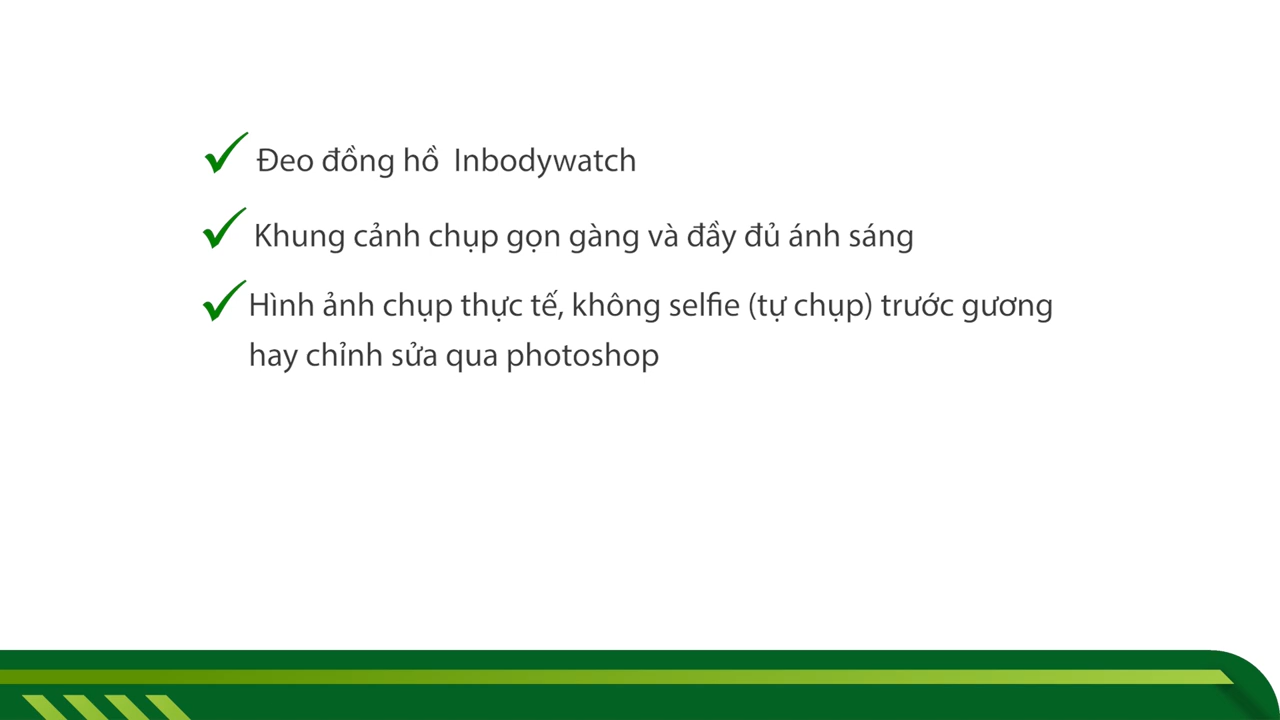 Đeo đồng hồ  Inbodywatch
Khung cảnh chụp gọn gàng và đầy đủ ánh sáng
Hình ảnh chụp thực tế, không selfie (tự chụp) trước gương
hay chỉnh sửa qua photoshop